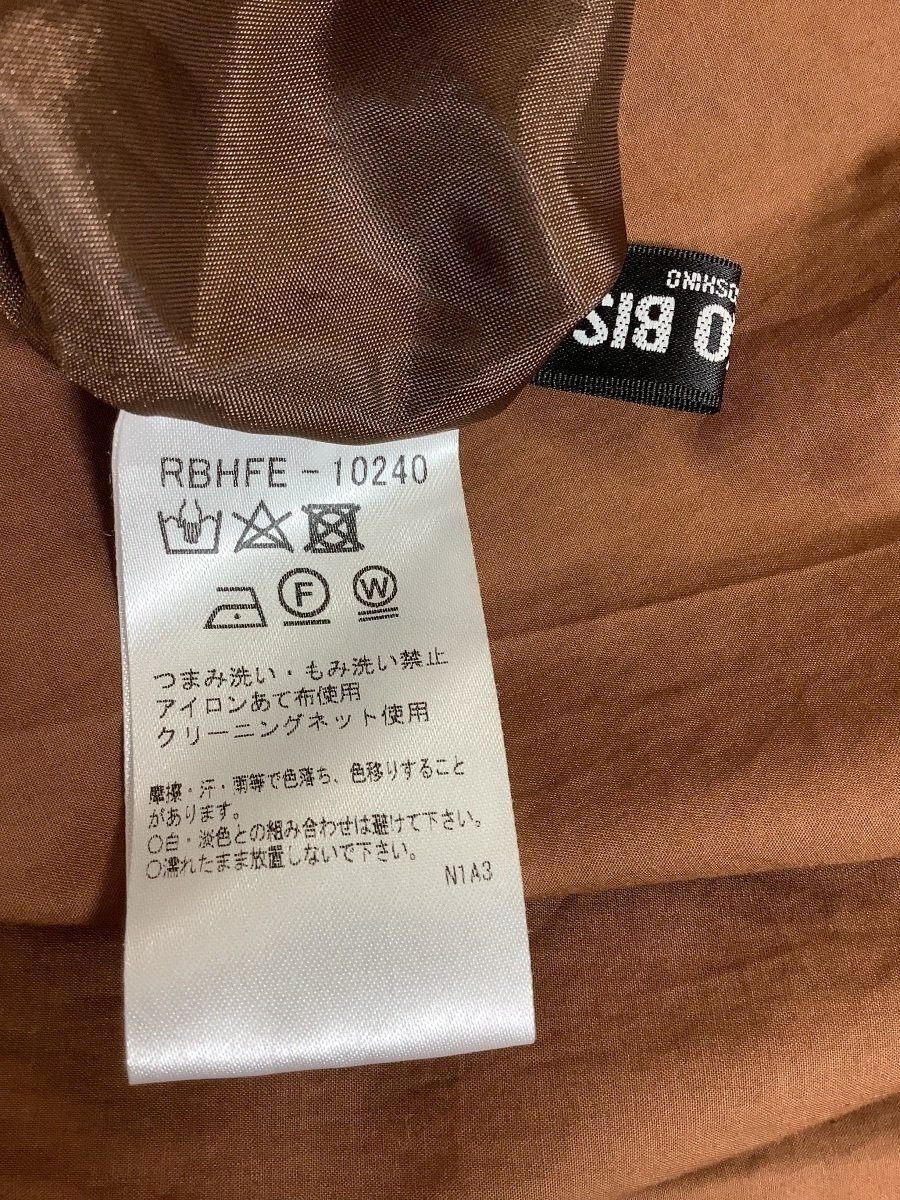 OSHINO
O BIS
RBHFE-10240
F
W
つまみ洗い・もみ洗い禁止
アイロンあて布使用
クリーニングネット使用
摩擦・汗・雨等で色落ち、色移りすること
があります。
○白・淡色との組み合わせは避けて下さい。
○濡れたまま放置しないで下さい。
N1A3